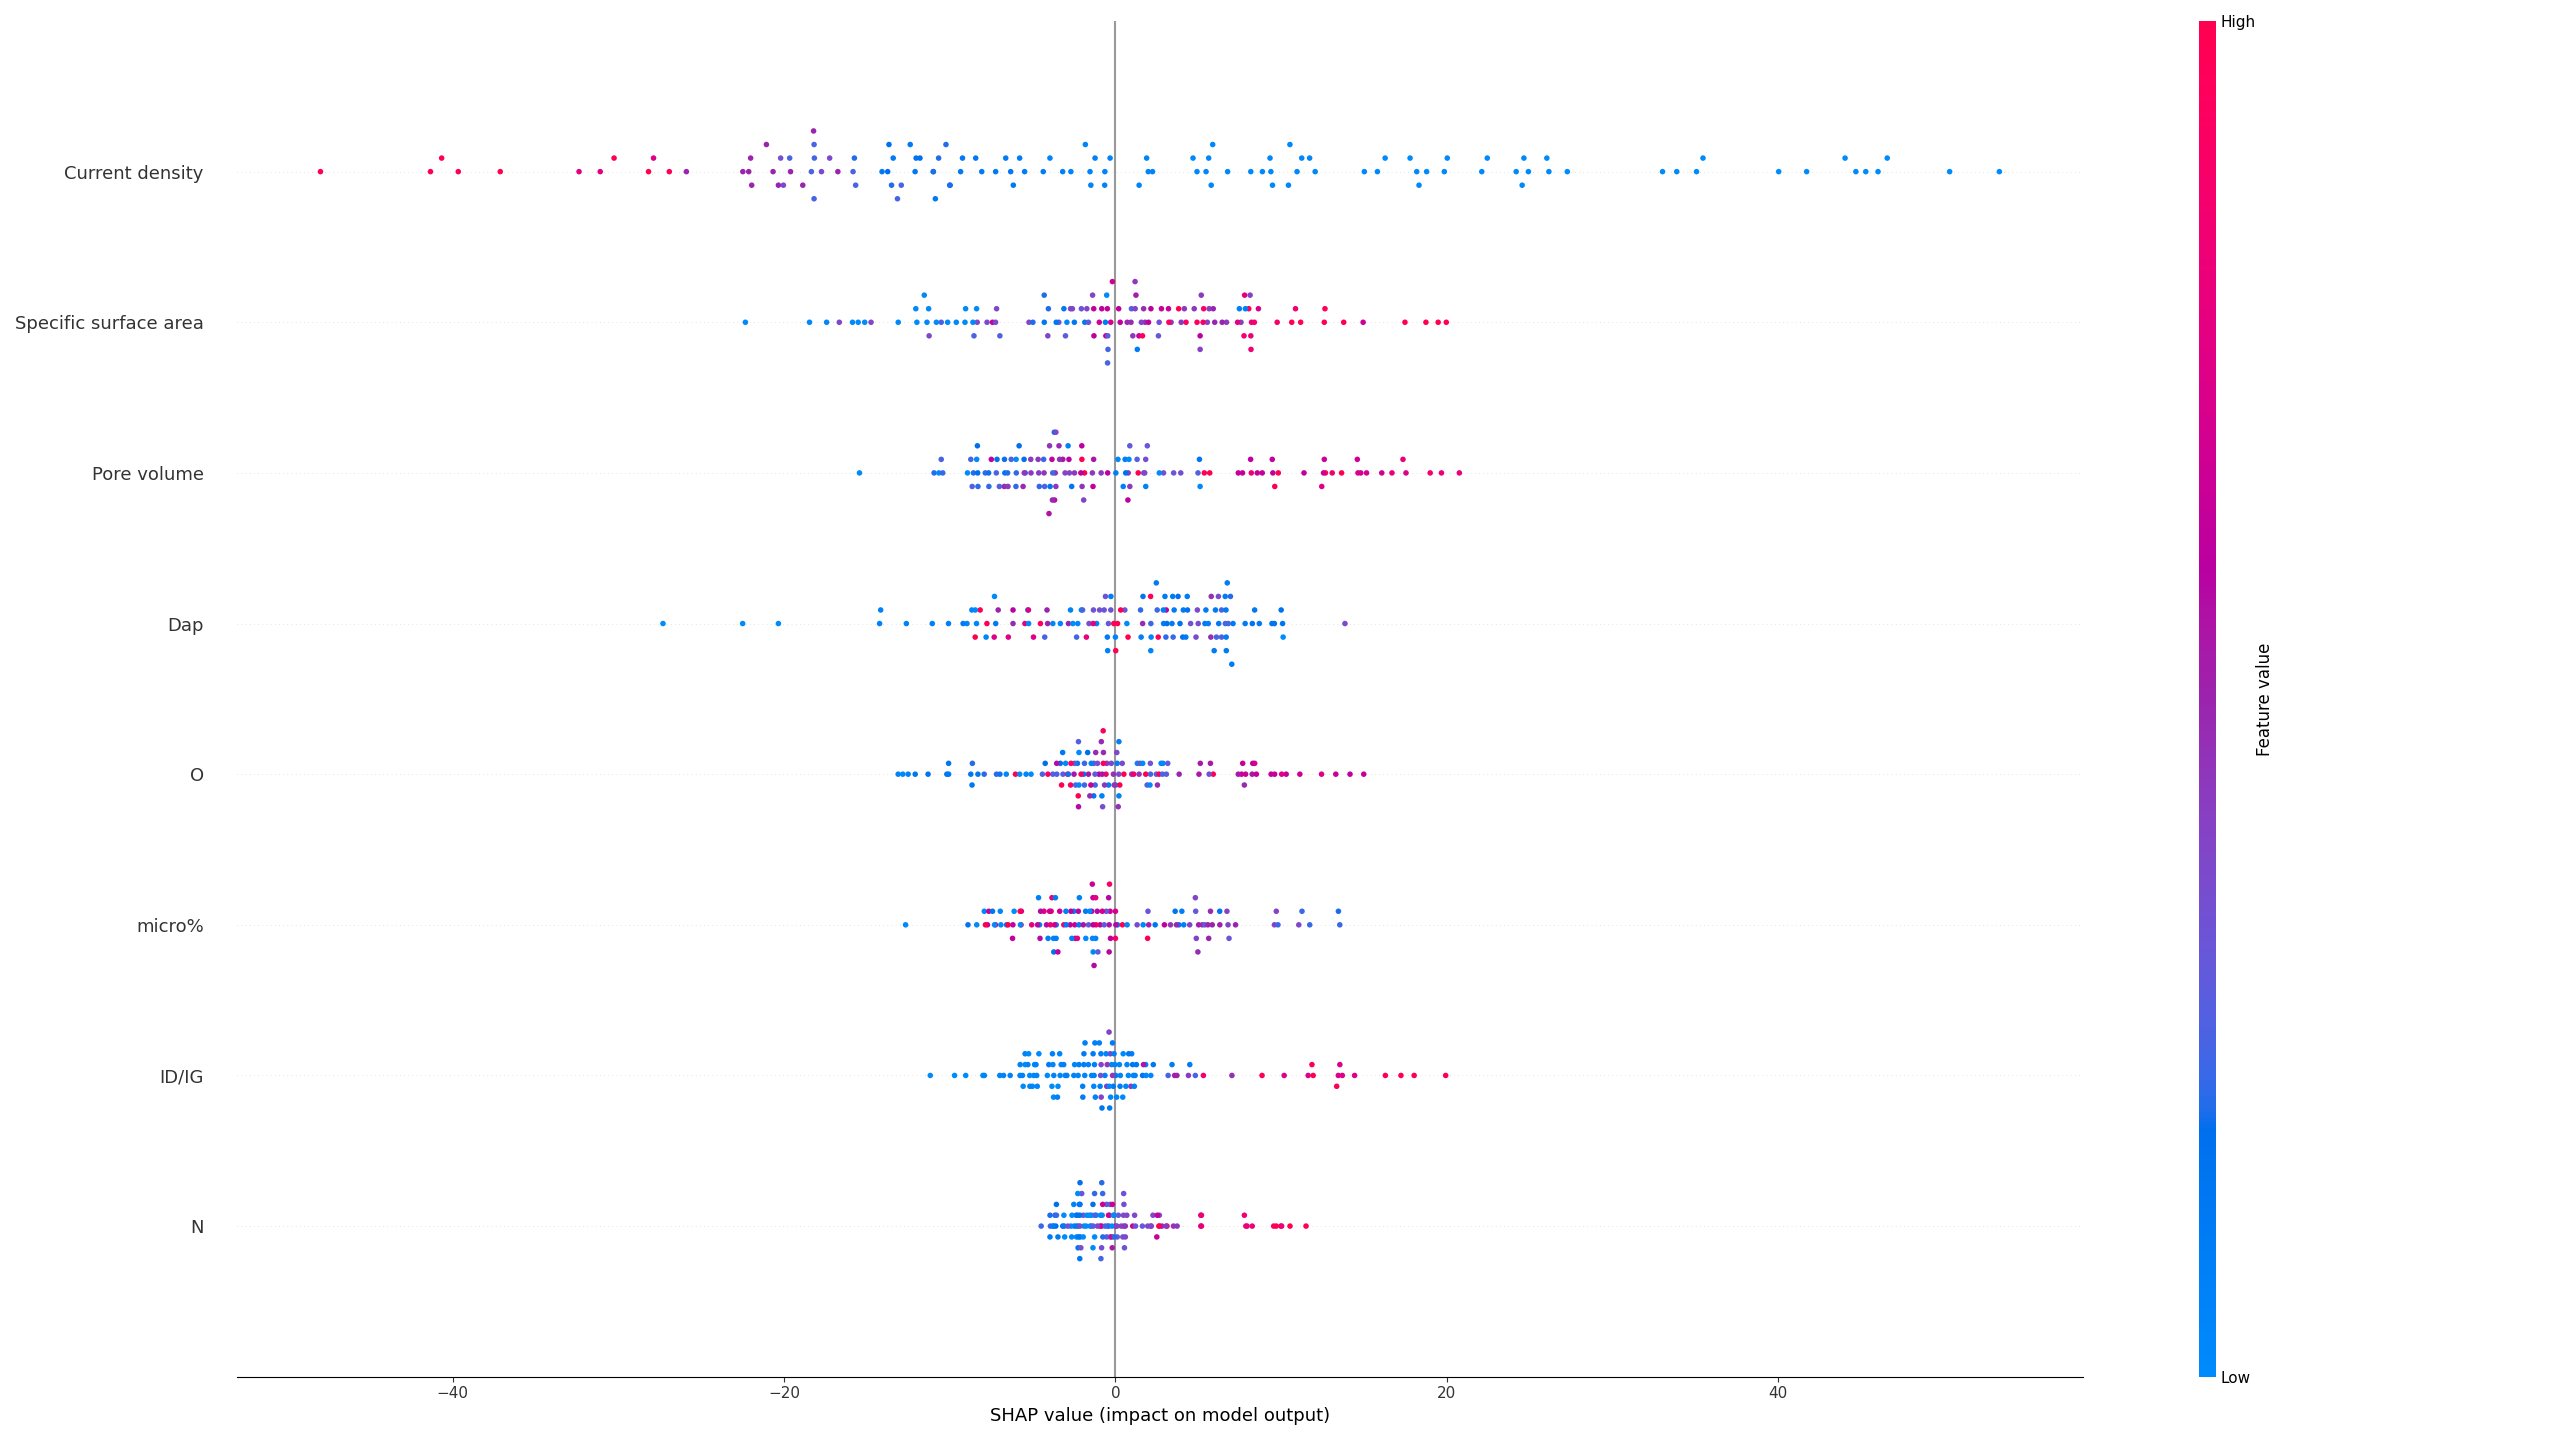 High
Current density
Specific surface area
Pore volume
Dap
O
micro%
ID/IG
N
Feature value
Low
−40
−20
0
20
40
SHAP value (impact on model output)